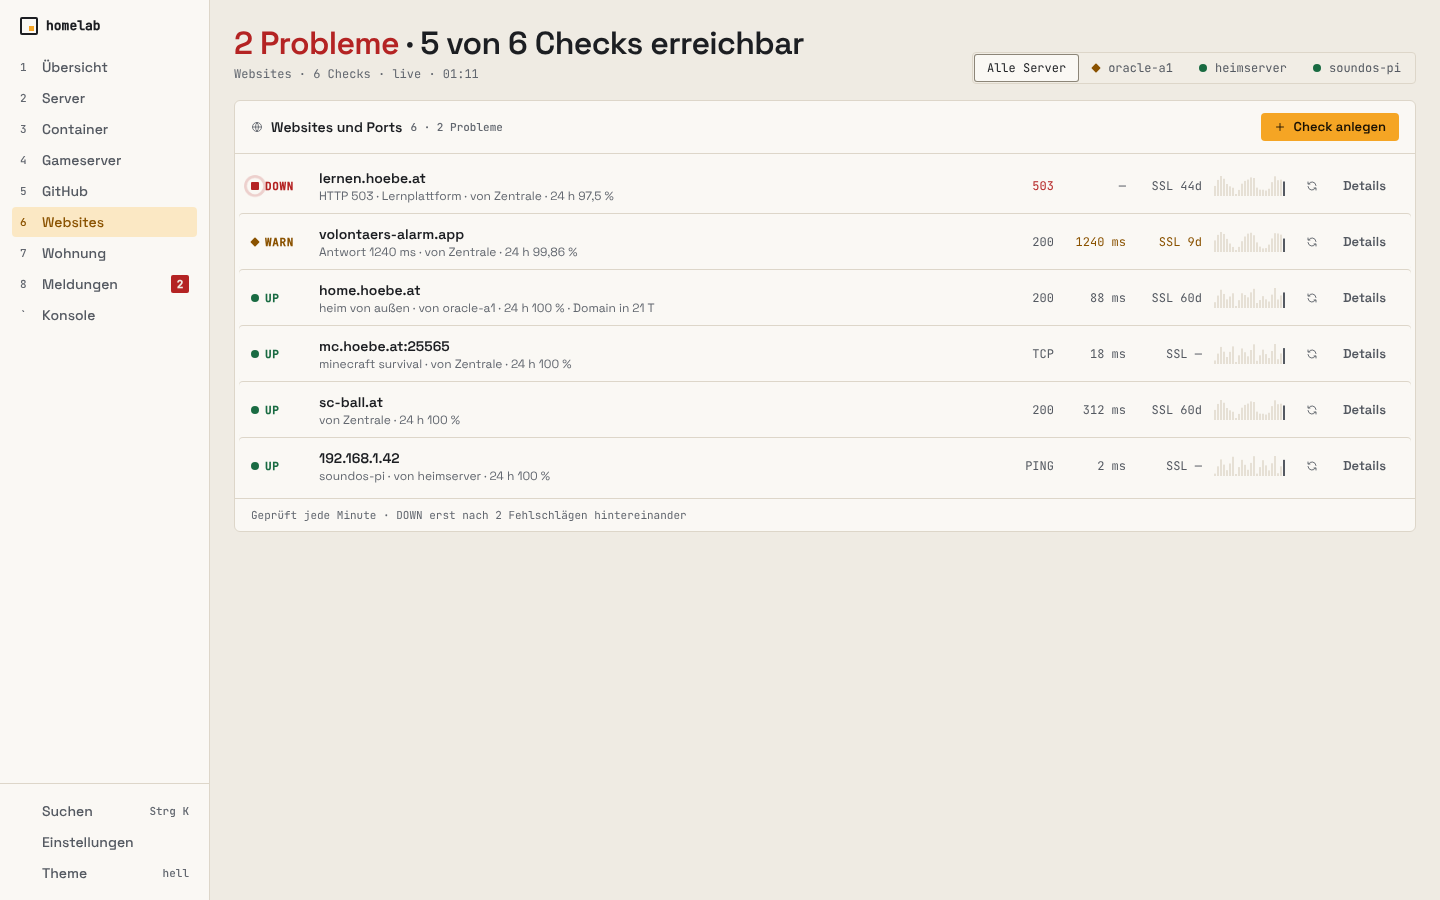 homelab
1 Übersicht
2 Server
3 Container
4 Gameserver
5 GitHub
6 Websites
7 Wohnung
8 Meldungen 2
` Konsole
Suchen Strg K
Einstellungen
Theme hell
2 Probleme · 5 von 6 Checks erreichbar
Websites · 6 Checks · live · 01:11
Alle Server oracle-a1 heimserver soundos-pi
Websites und Ports 6 · 2 Probleme
+ Check anlegen
DOWN lernen.hoebe.at 503 — SSL 44d Details
HTTP 503 · Lernplattform · von Zentrale · 24 h 97,5 %
WARN volontaers-alarm.app 200 1240 ms SSL 9d Details
Antwort 1240 ms · von Zentrale · 24 h 99,86 %
UP home.hoebe.at 200 88 ms SSL 60d Details
heim von außen · von oracle-a1 · 24 h 100 % · Domain in 21 T
UP mc.hoebe.at:25565 TCP 18 ms SSL — Details
minecraft survival · von Zentrale · 24 h 100 %
UP sc-ball.at 200 312 ms SSL 60d Details
von Zentrale · 24 h 100 %
UP 192.168.1.42 PING 2 ms SSL — Details
soundos-pi · von heimserver · 24 h 100 %
Geprüft jede Minute · DOWN erst nach 2 Fehlschlägen hintereinander